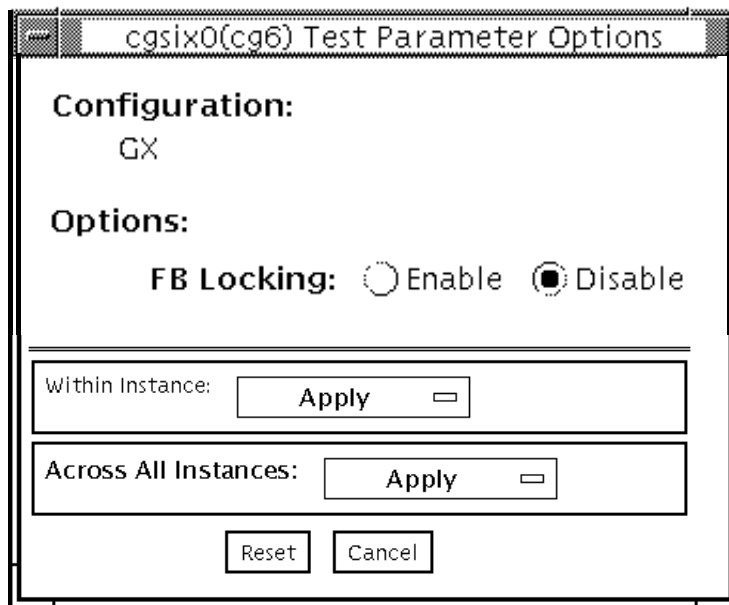 cgsix0(cg6) Test Parameter Options
Configuration:
GX
Options:
FB Locking: Enable Disable
Within Instance: Apply
Across All Instances: Apply
Reset Cancel